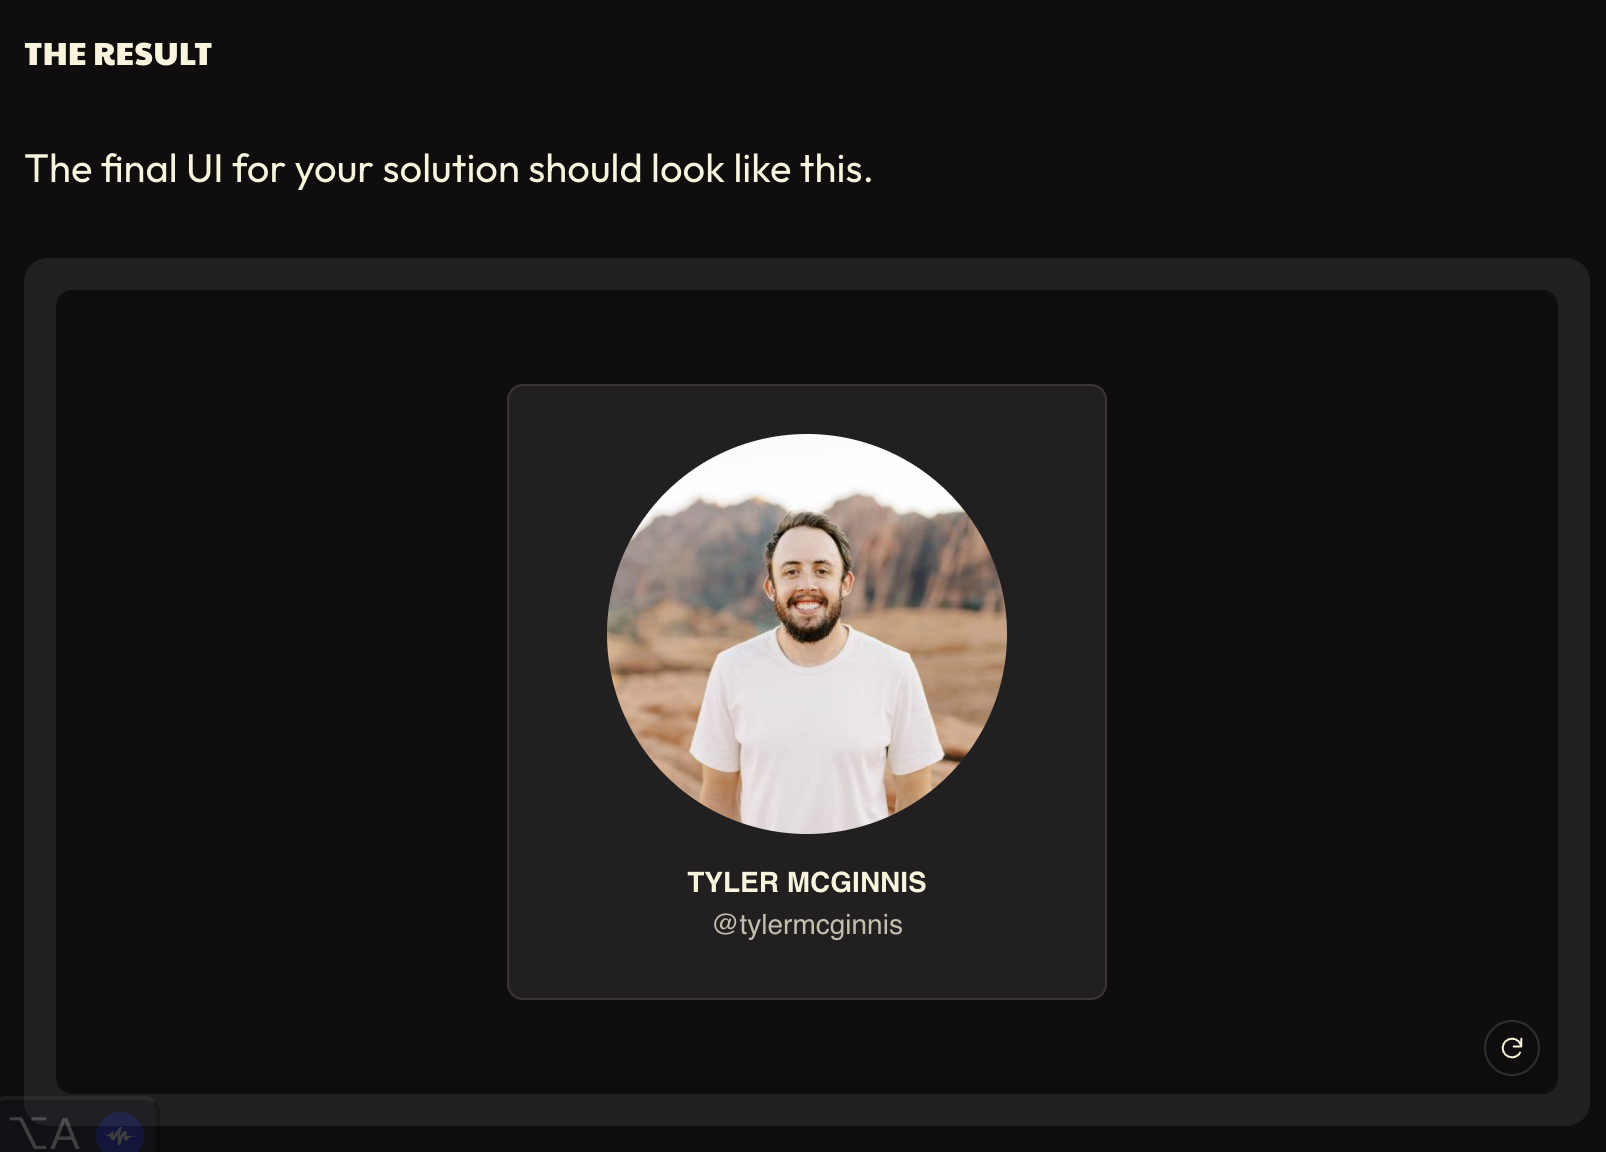 THE RESULT
The final UI for your solution should look like this.
TYLER MCGINNIS
@tylermcginnis
⌥A